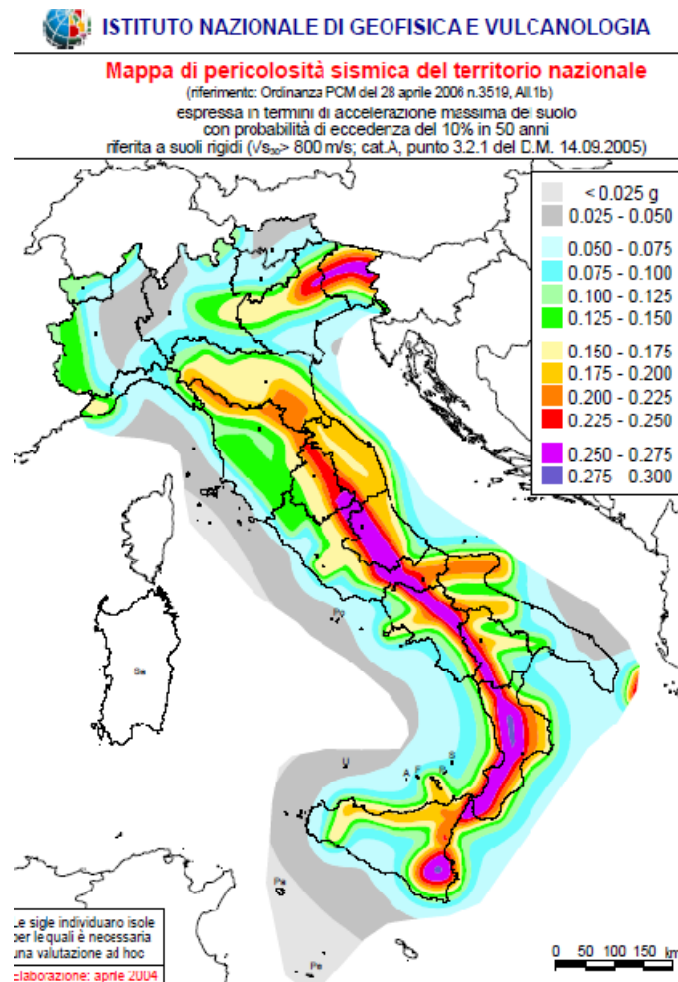 ISTITUTO NAZIONALE DI GEOFISICA E VULCANOLOGIA
Mappa di pericolosità sismica del territorio nazionale
(riferimento: Ordinanza PCM del 28 aprile 2006 n.3519, All.1b)
espressa in termini di accelerazione massima del suolo
con probabilità di eccedenza del 10% in 50 anni
riferita a suoli rigidi (Vs₃₀> 800 m/s; cat.A, punto 3.2.1 del D.M. 14.09.2005)
< 0.025 g
0.025 - 0.050
0.050 - 0.075
0.075 - 0.100
0.100 - 0.125
0.125 - 0.150
0.150 - 0.175
0.175 - 0.200
0.200 - 0.225
0.225 - 0.250
0.250 - 0.275
0.275 0.300
Po
Sa
U
A
F
S
Pa
Pe
Le sigle individuano isole
per le quali è necessaria
una valutazione ad hoc
Elaborazione: aprile 2004
0 50 100 150 km